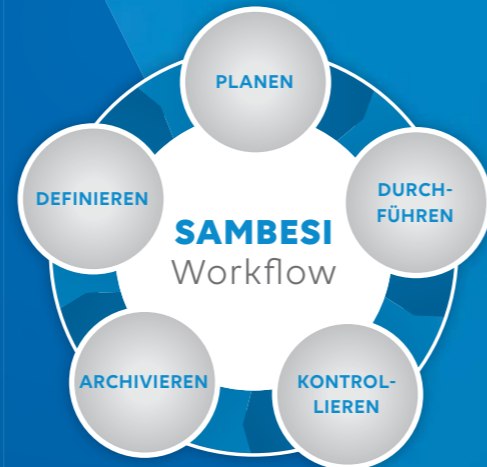 PLANEN
DEFINIEREN
DURCH-
FÜHREN
SAMBESI
Workflow
ARCHIVIEREN
KONTROL-
LIEREN